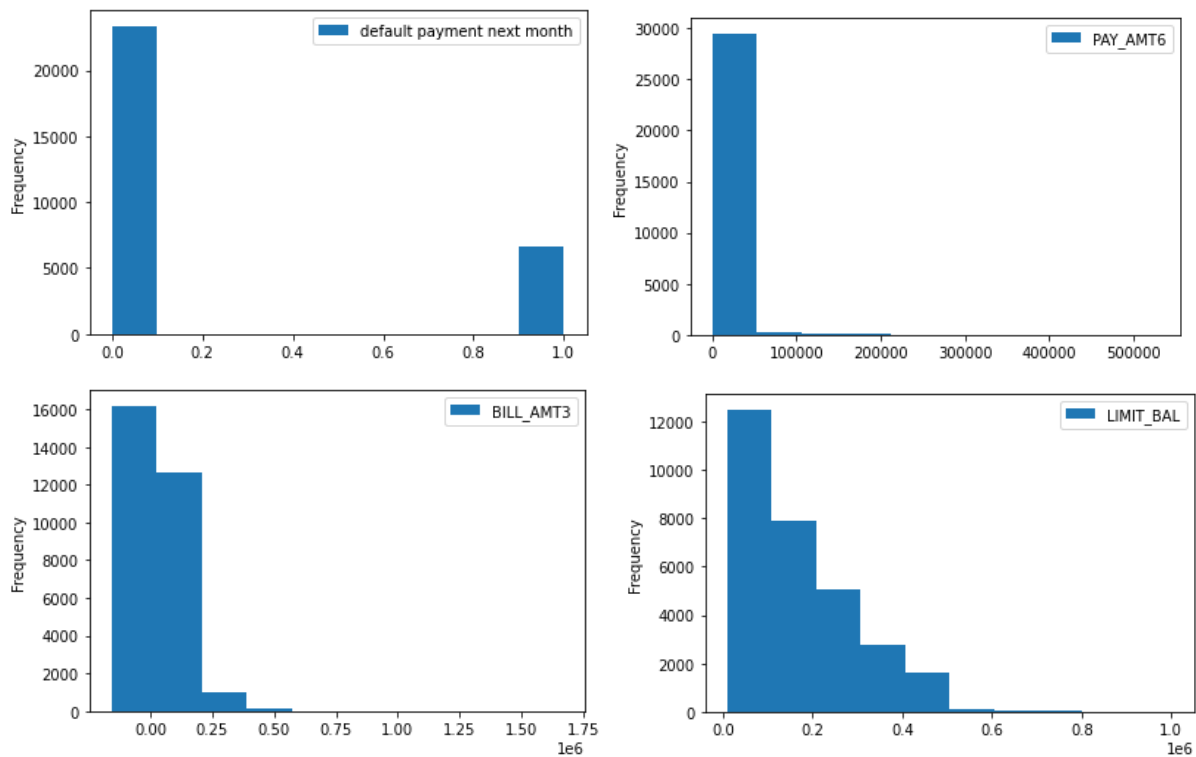 default payment next month
Frequency
20000
15000
10000
5000
0
0.0 0.2 0.4 0.6 0.8 1.0
PAY_AMT6
Frequency
30000
25000
20000
15000
10000
5000
0
0 100000 200000 300000 400000 500000
BILL_AMT3
Frequency
16000
14000
12000
10000
8000
6000
4000
2000
0
0.00 0.25 0.50 0.75 1.00 1.25 1.50 1.75
1e6
LIMIT_BAL
Frequency
12000
10000
8000
6000
4000
2000
0
0.0 0.2 0.4 0.6 0.8 1.0
1e6